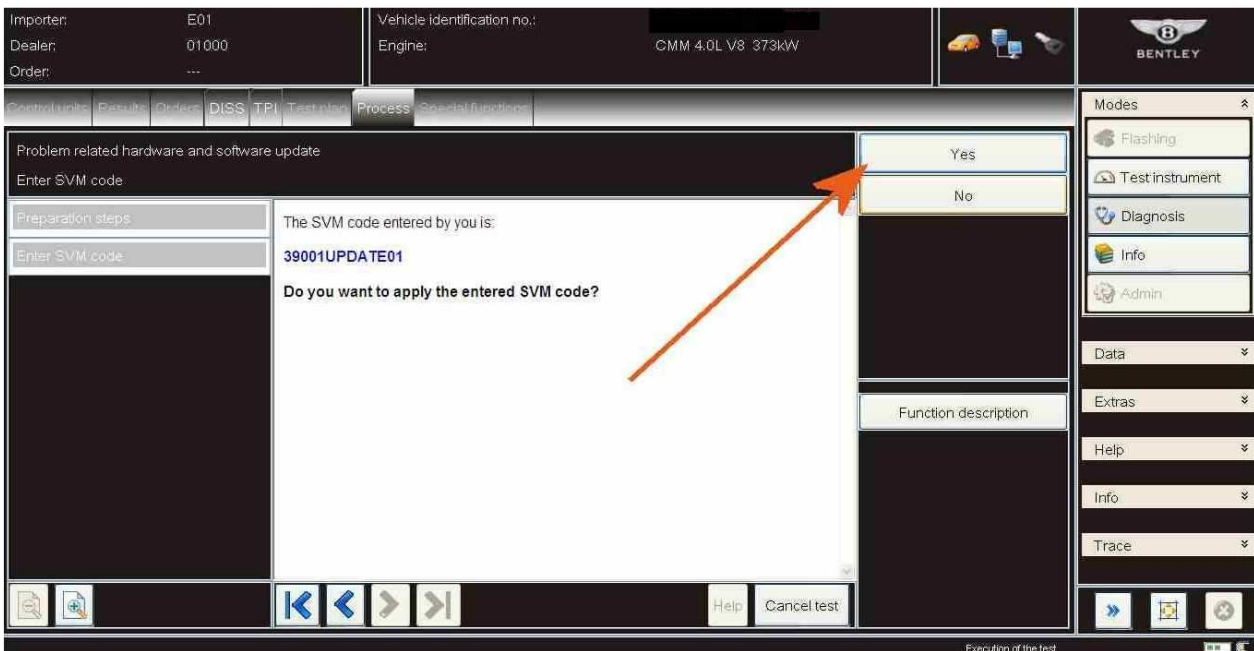 Importer: E01
Dealer: 01000
Order: ---
Vehicle identification no.:
Engine: CMM 4.0L V8 373kW
B
BENTLEY
Control units Results Orders DISS TPI Test plan Process Special functions
Problem related hardware and software update
Enter SVM code
Preparation steps
Enter SVM code
The SVM code entered by you is:
39001UPDATE01
Do you want to apply the entered SVM code?
Yes
No
Function description
Help
Cancel test
Modes
Flashing
Test instrument
Diagnosis
Info
Admin
Data
Extras
Help
Info
Trace
Execution of the test